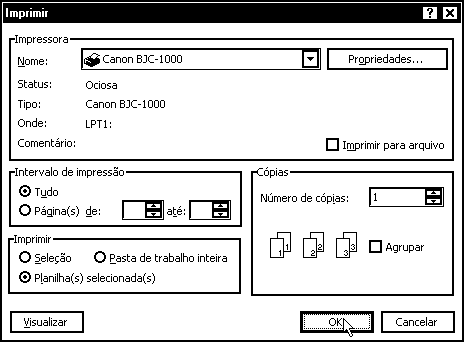 Imprimir
Impressora
Nome: Canon BJC-1000 Propriedades...
Status: Ociosa
Tipo: Canon BJC-1000
Onde: LPT1:
Comentário: Imprimir para arquivo
Intervalo de impressão
Tudo
Página(s) de: até:
Cópias
Número de cópias: 1
1 1 2 2 3 3 Agrupar
Imprimir
Seleção Pasta de trabalho inteira
Planilha(s) selecionada(s)
Visualizar OK Cancelar